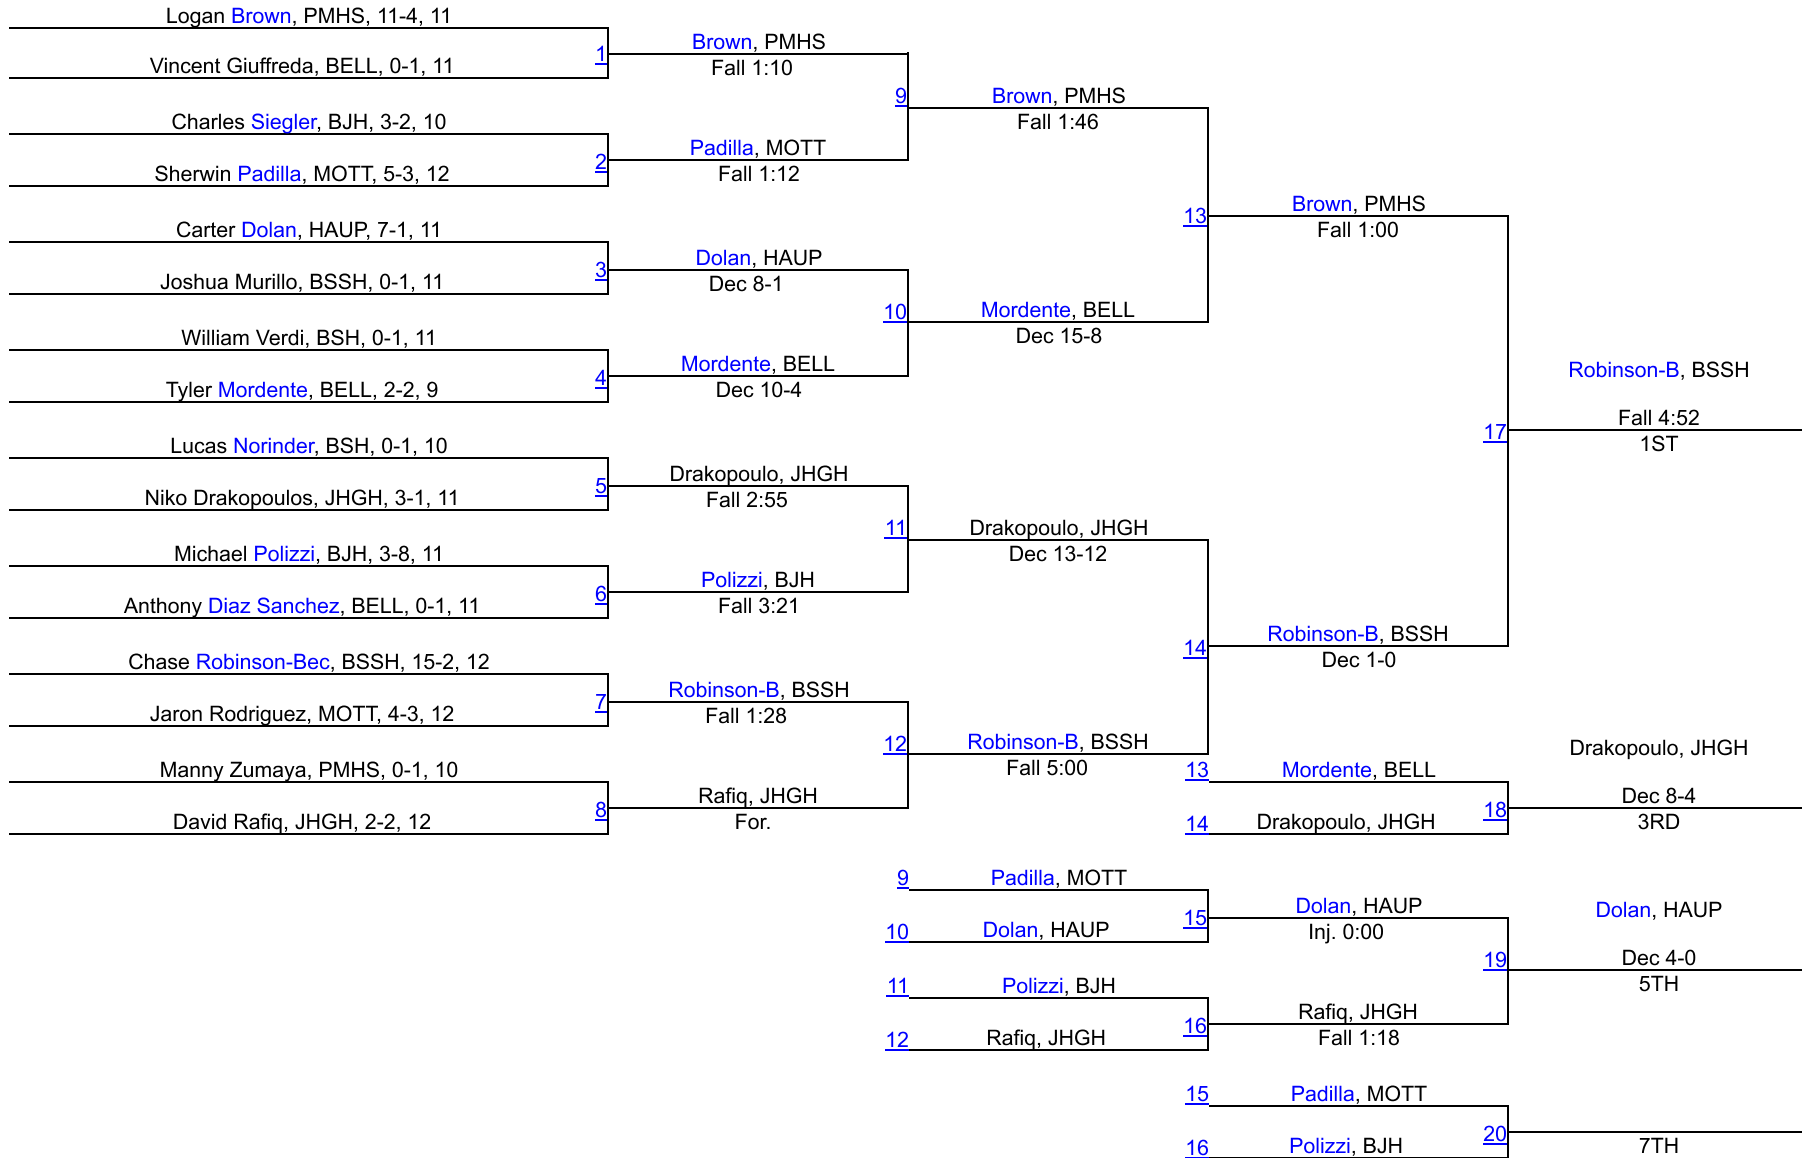 Logan Brown, PMHS, 11-4, 11
Vincent Giuffreda, BELL, 0-1, 11
1
Brown, PMHS
Fall 1:10
Charles Siegler, BJH, 3-2, 10
Sherwin Padilla, MOTT, 5-3, 12
2
Padilla, MOTT
Fall 1:12
9
Brown, PMHS
Fall 1:46
Carter Dolan, HAUP, 7-1, 11
Joshua Murillo, BSSH, 0-1, 11
3
Dolan, HAUP
Dec 8-1
William Verdi, BSH, 0-1, 11
Tyler Mordente, BELL, 2-2, 9
4
Mordente, BELL
Dec 10-4
10
Mordente, BELL
Dec 15-8
13
Brown, PMHS
Fall 1:00
Lucas Norinder, BSH, 0-1, 10
Niko Drakopoulos, JHGH, 3-1, 11
5
Drakopoulo, JHGH
Fall 2:55
Michael Polizzi, BJH, 3-8, 11
Anthony Diaz Sanchez, BELL, 0-1, 11
6
Polizzi, BJH
Fall 3:21
11
Drakopoulo, JHGH
Dec 13-12
Chase Robinson-Bec, BSSH, 15-2, 12
Jaron Rodriguez, MOTT, 4-3, 12
7
Robinson-B, BSSH
Fall 1:28
Manny Zumaya, PMHS, 0-1, 10
David Rafiq, JHGH, 2-2, 12
8
Rafiq, JHGH
For.
12
Robinson-B, BSSH
Fall 5:00
14
Robinson-B, BSSH
Dec 1-0
17
Robinson-B, BSSH
Fall 4:52
1ST
13
Mordente, BELL
14
Drakopoulo, JHGH
18
Drakopoulo, JHGH
Dec 8-4
3RD
9
Padilla, MOTT
10
Dolan, HAUP
15
Dolan, HAUP
Inj. 0:00
11
Polizzi, BJH
12
Rafiq, JHGH
16
Rafiq, JHGH
Fall 1:18
19
Dolan, HAUP
Dec 4-0
5TH
15
Padilla, MOTT
16
Polizzi, BJH
20
7TH